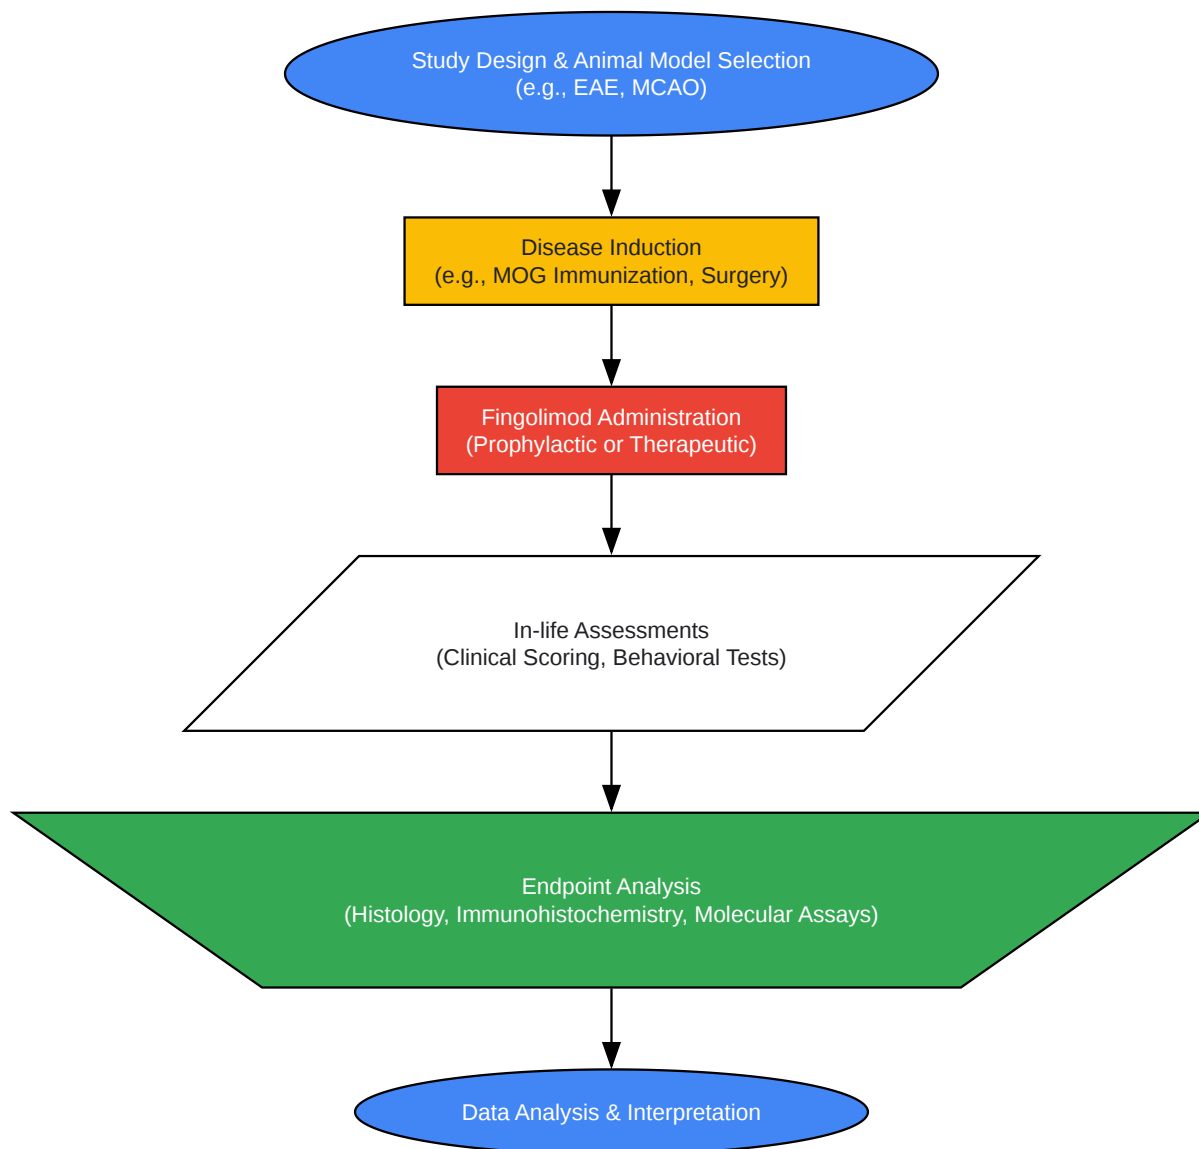 Study Design & Animal Model Selection
(e.g., EAE, MCAO)
Disease Induction
(e.g., MOG Immunization, Surgery)
Fingolimod Administration
(Prophylactic or Therapeutic)
In-life Assessments
(Clinical Scoring, Behavioral Tests)
Endpoint Analysis
(Histology, Immunohistochemistry, Molecular Assays)
Data Analysis & Interpretation